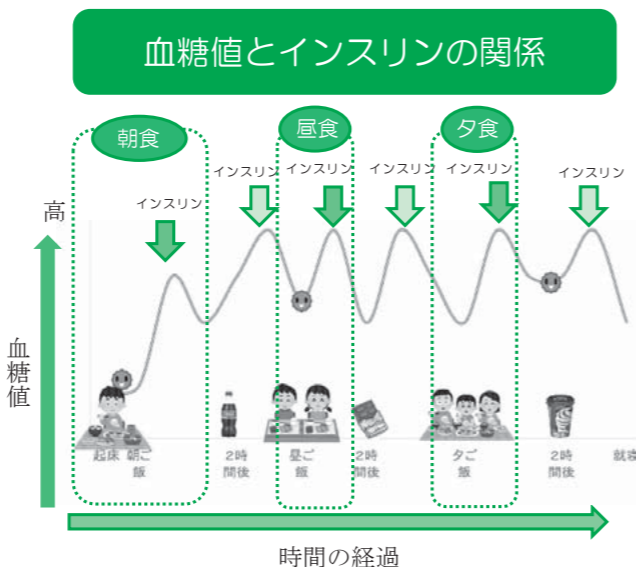 血糖値とインスリンの関係
朝食
昼食
夕食
インスリン
インスリン
インスリン
インスリン
インスリン
インスリン
高
血糖値
起床
朝ご飯
2時間後
昼ご飯
2時間後
夕ご飯
2時間後
就寝
時間の経過